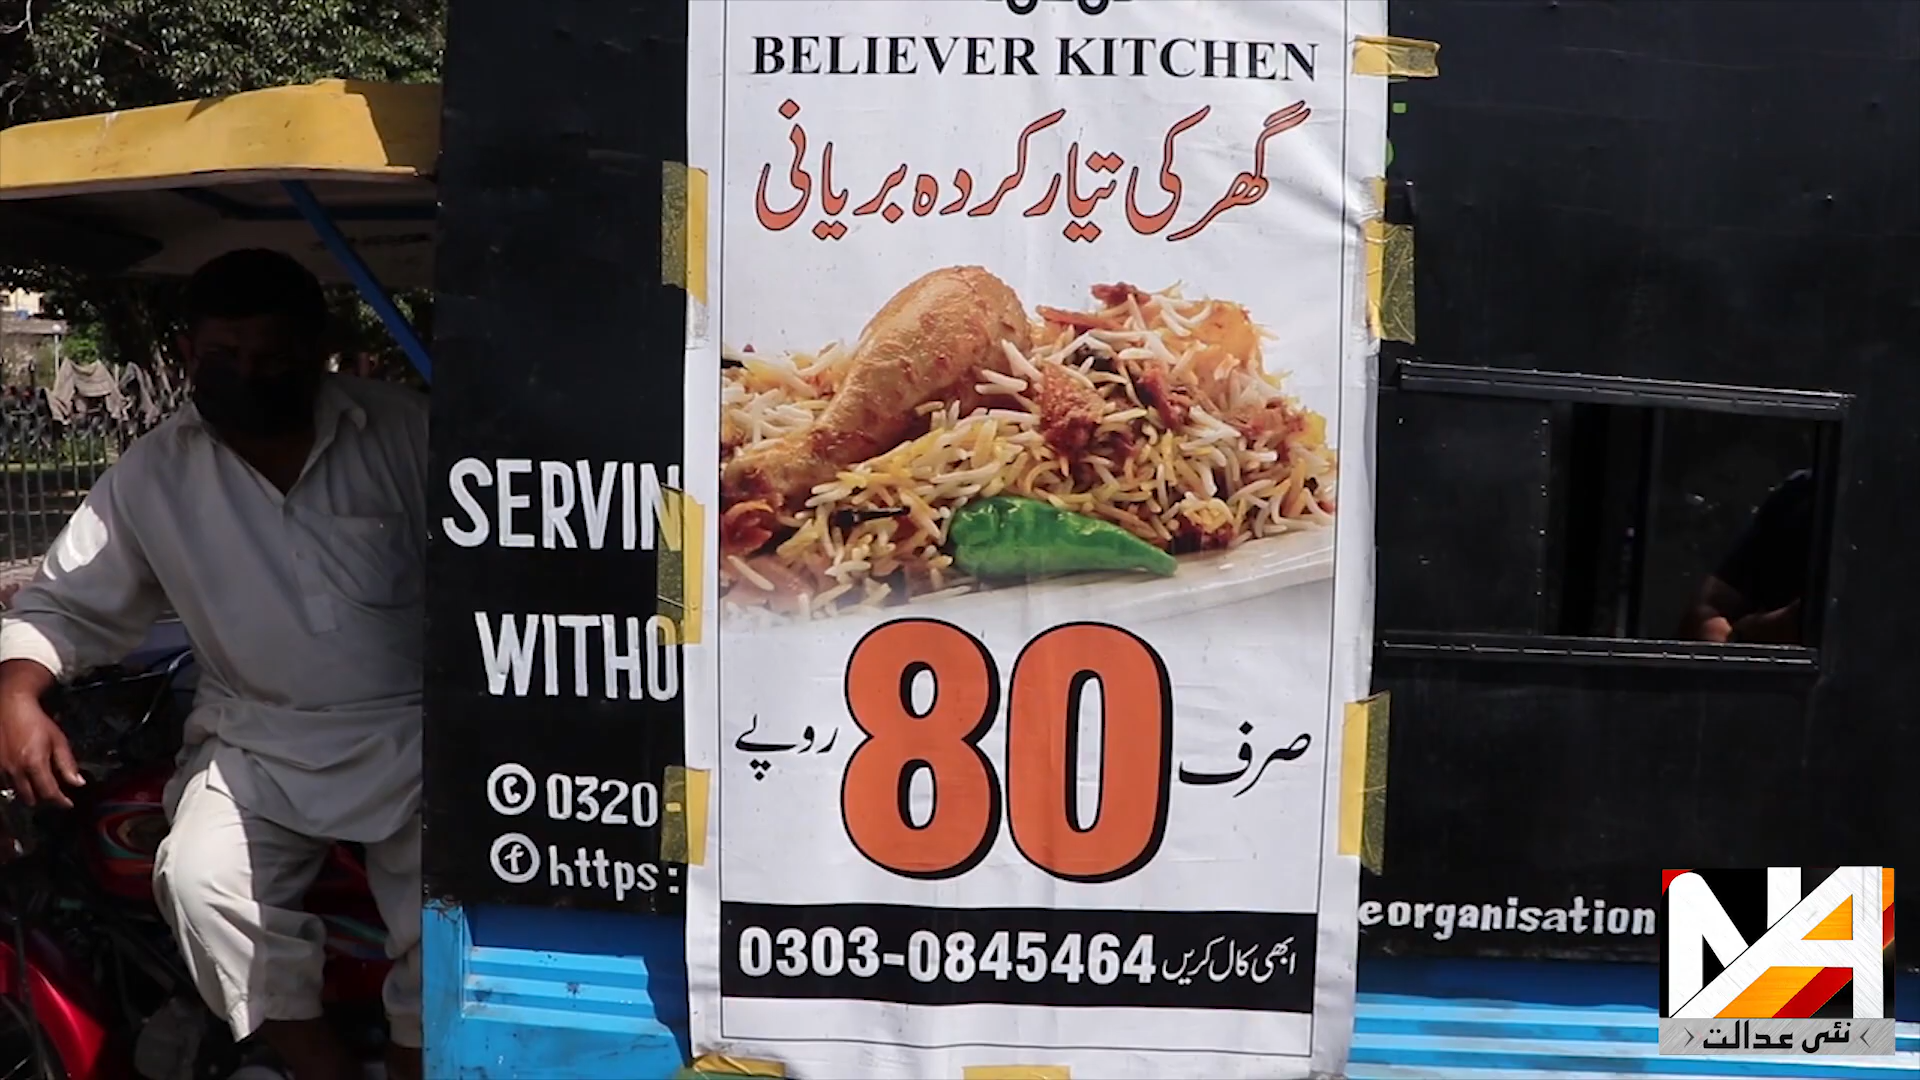 BELIEVER KITCHEN
گھر کی تیار کردہ بریانی
صرف 80 روپے
0303-0845464 ابھی کال کریں
SERVIN
WITHO
0320-
https:
eorganisation
NA
نئی عدالت